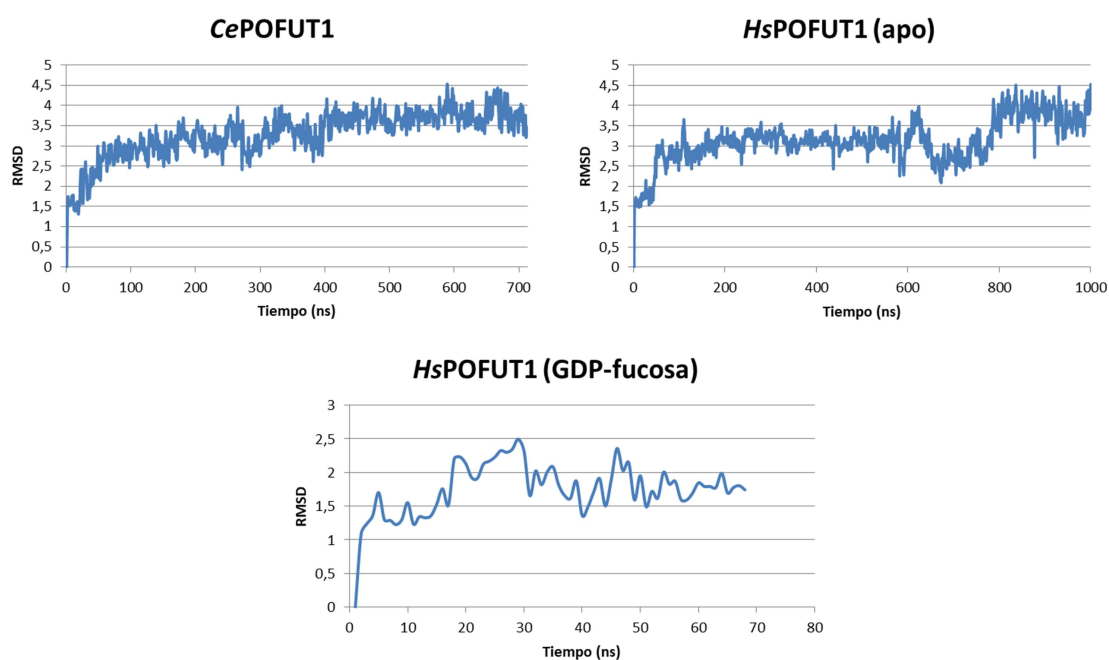 CePOFUT1
5
4,5
4
3,5
3
2,5
2
1,5
1
0,5
0
RMSD
0 100 200 300 400 500 600 700
Tiempo (ns)
HsPOFUT1 (apo)
5
4,5
4
3,5
3
2,5
2
1,5
1
0,5
0
RMSD
0 200 400 600 800 1000
Tiempo (ns)
HsPOFUT1 (GDP-fucosa)
3
2,5
2
1,5
1
0,5
0
RMSD
0 10 20 30 40 50 60 70 80
Tiempo (ns)